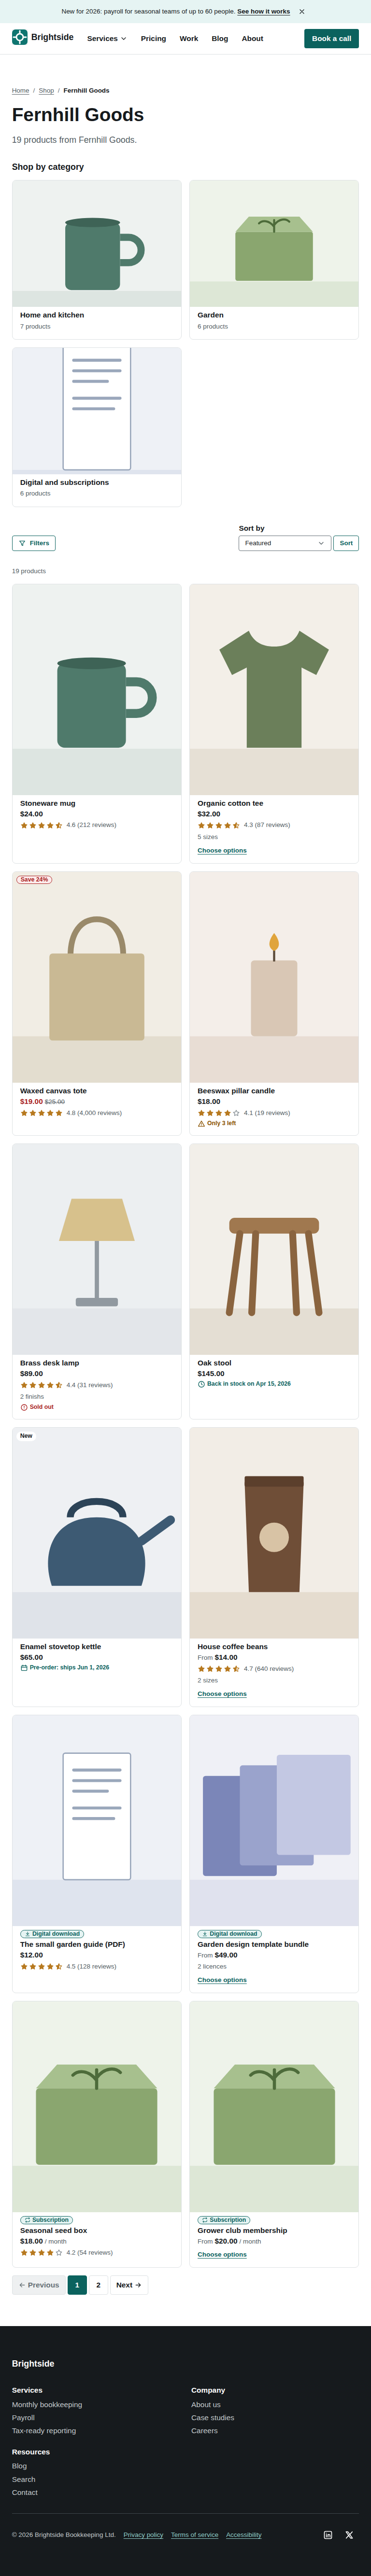 New for 2026: payroll for seasonal teams of up to 60 people. See how it works
Brightside Services Pricing Work Blog About Book a call
Home / Shop / Fernhill Goods
Fernhill Goods
19 products from Fernhill Goods.
Shop by category
Home and kitchen
7 products
Garden
6 products
Digital and subscriptions
6 products
Sort by
Filters
Featured
Sort
19 products
Stoneware mug
$24.00
4.6 (212 reviews)
Organic cotton tee
$32.00
4.3 (87 reviews)
5 sizes
Choose options
Save 24%
Waxed canvas tote
$19.00 $25.00
4.8 (4,000 reviews)
Beeswax pillar candle
$18.00
4.1 (19 reviews)
Only 3 left
Brass desk lamp
$89.00
4.4 (31 reviews)
2 finishs
Sold out
Oak stool
$145.00
Back in stock on Apr 15, 2026
New
Enamel stovetop kettle
$65.00
Pre-order: ships Jun 1, 2026
House coffee beans
From $14.00
4.7 (640 reviews)
2 sizes
Choose options
Digital download
The small garden guide (PDF)
$12.00
4.5 (128 reviews)
Digital download
Garden design template bundle
From $49.00
2 licences
Choose options
Subscription
Seasonal seed box
$18.00 / month
4.2 (54 reviews)
Subscription
Grower club membership
From $20.00 / month
Choose options
Previous 1 2 Next
Brightside
Services
Monthly bookkeeping
Payroll
Tax-ready reporting
Company
About us
Case studies
Careers
Resources
Blog
Search
Contact
© 2026 Brightside Bookkeeping Ltd. Privacy policy Terms of service Accessibility